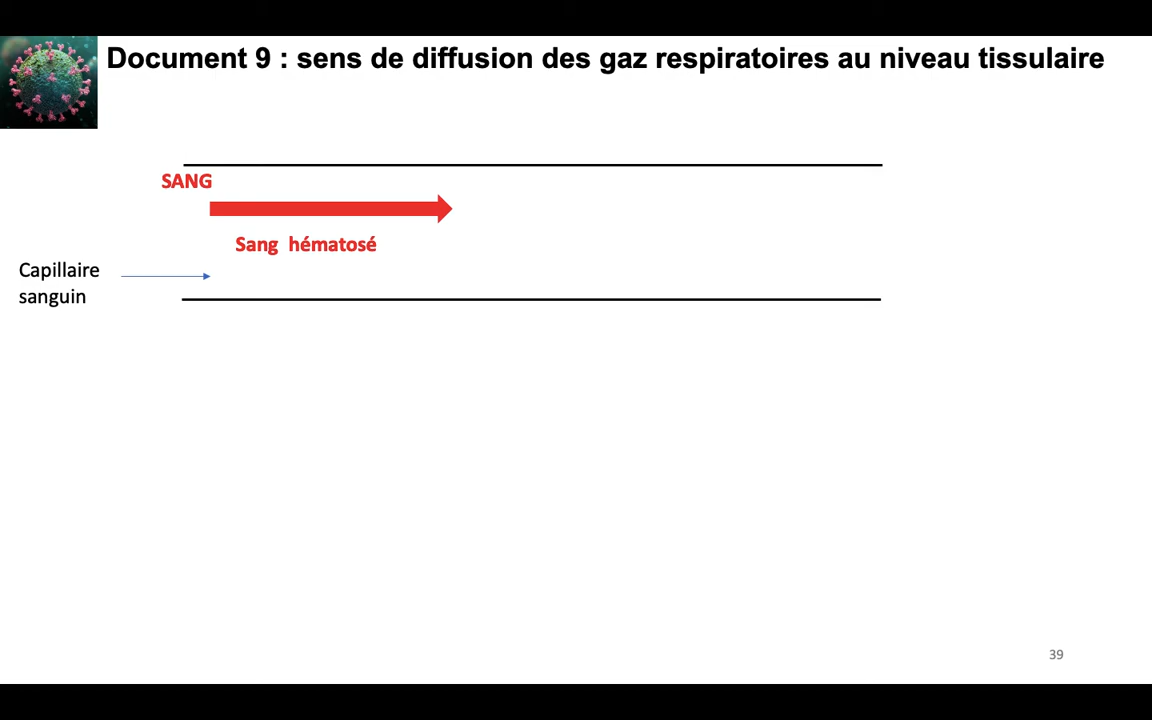 Document 9 : sens de diffusion des gaz respiratoires au niveau tissulaire
SANG
Sang hématosé
Capillaire
sanguin
39